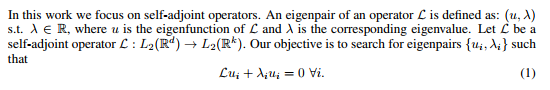 In this work we focus on self-adjoint operators. An eigenpair of an operator ℒ is defined as: (u, λ)
s.t. λ ∈ ℝ, where u is the eigenfunction of ℒ and λ is the corresponding eigenvalue. Let ℒ be a
self-adjoint operator ℒ : L₂(ℝᵈ) → L₂(ℝᵏ). Our objective is to search for eigenpairs {uᵢ, λᵢ} such
that
ℒuᵢ + λᵢuᵢ = 0 ∀i. (1)